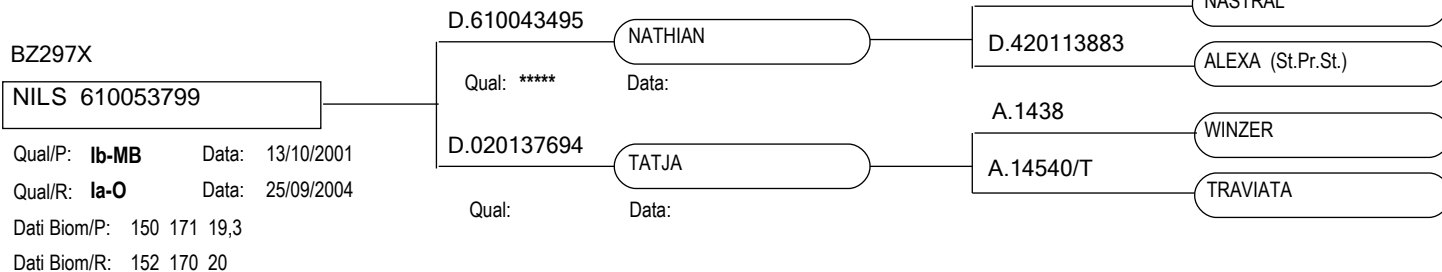 NASTRAL
D.610043495
NATHIAN
D.420113883
ALEXA (St.Pr.St.)
BZ297X
Qual: ***** Data:
NILS 610053799
A.1438
WINZER
D.020137694
TATJA
A.14540/T
TRAVIATA
Qual/P: Ib-MB Data: 13/10/2001
Qual/R: Ia-O Data: 25/09/2004
Qual: Data:
Dati Biom/P: 150 171 19,3
Dati Biom/R: 152 170 20